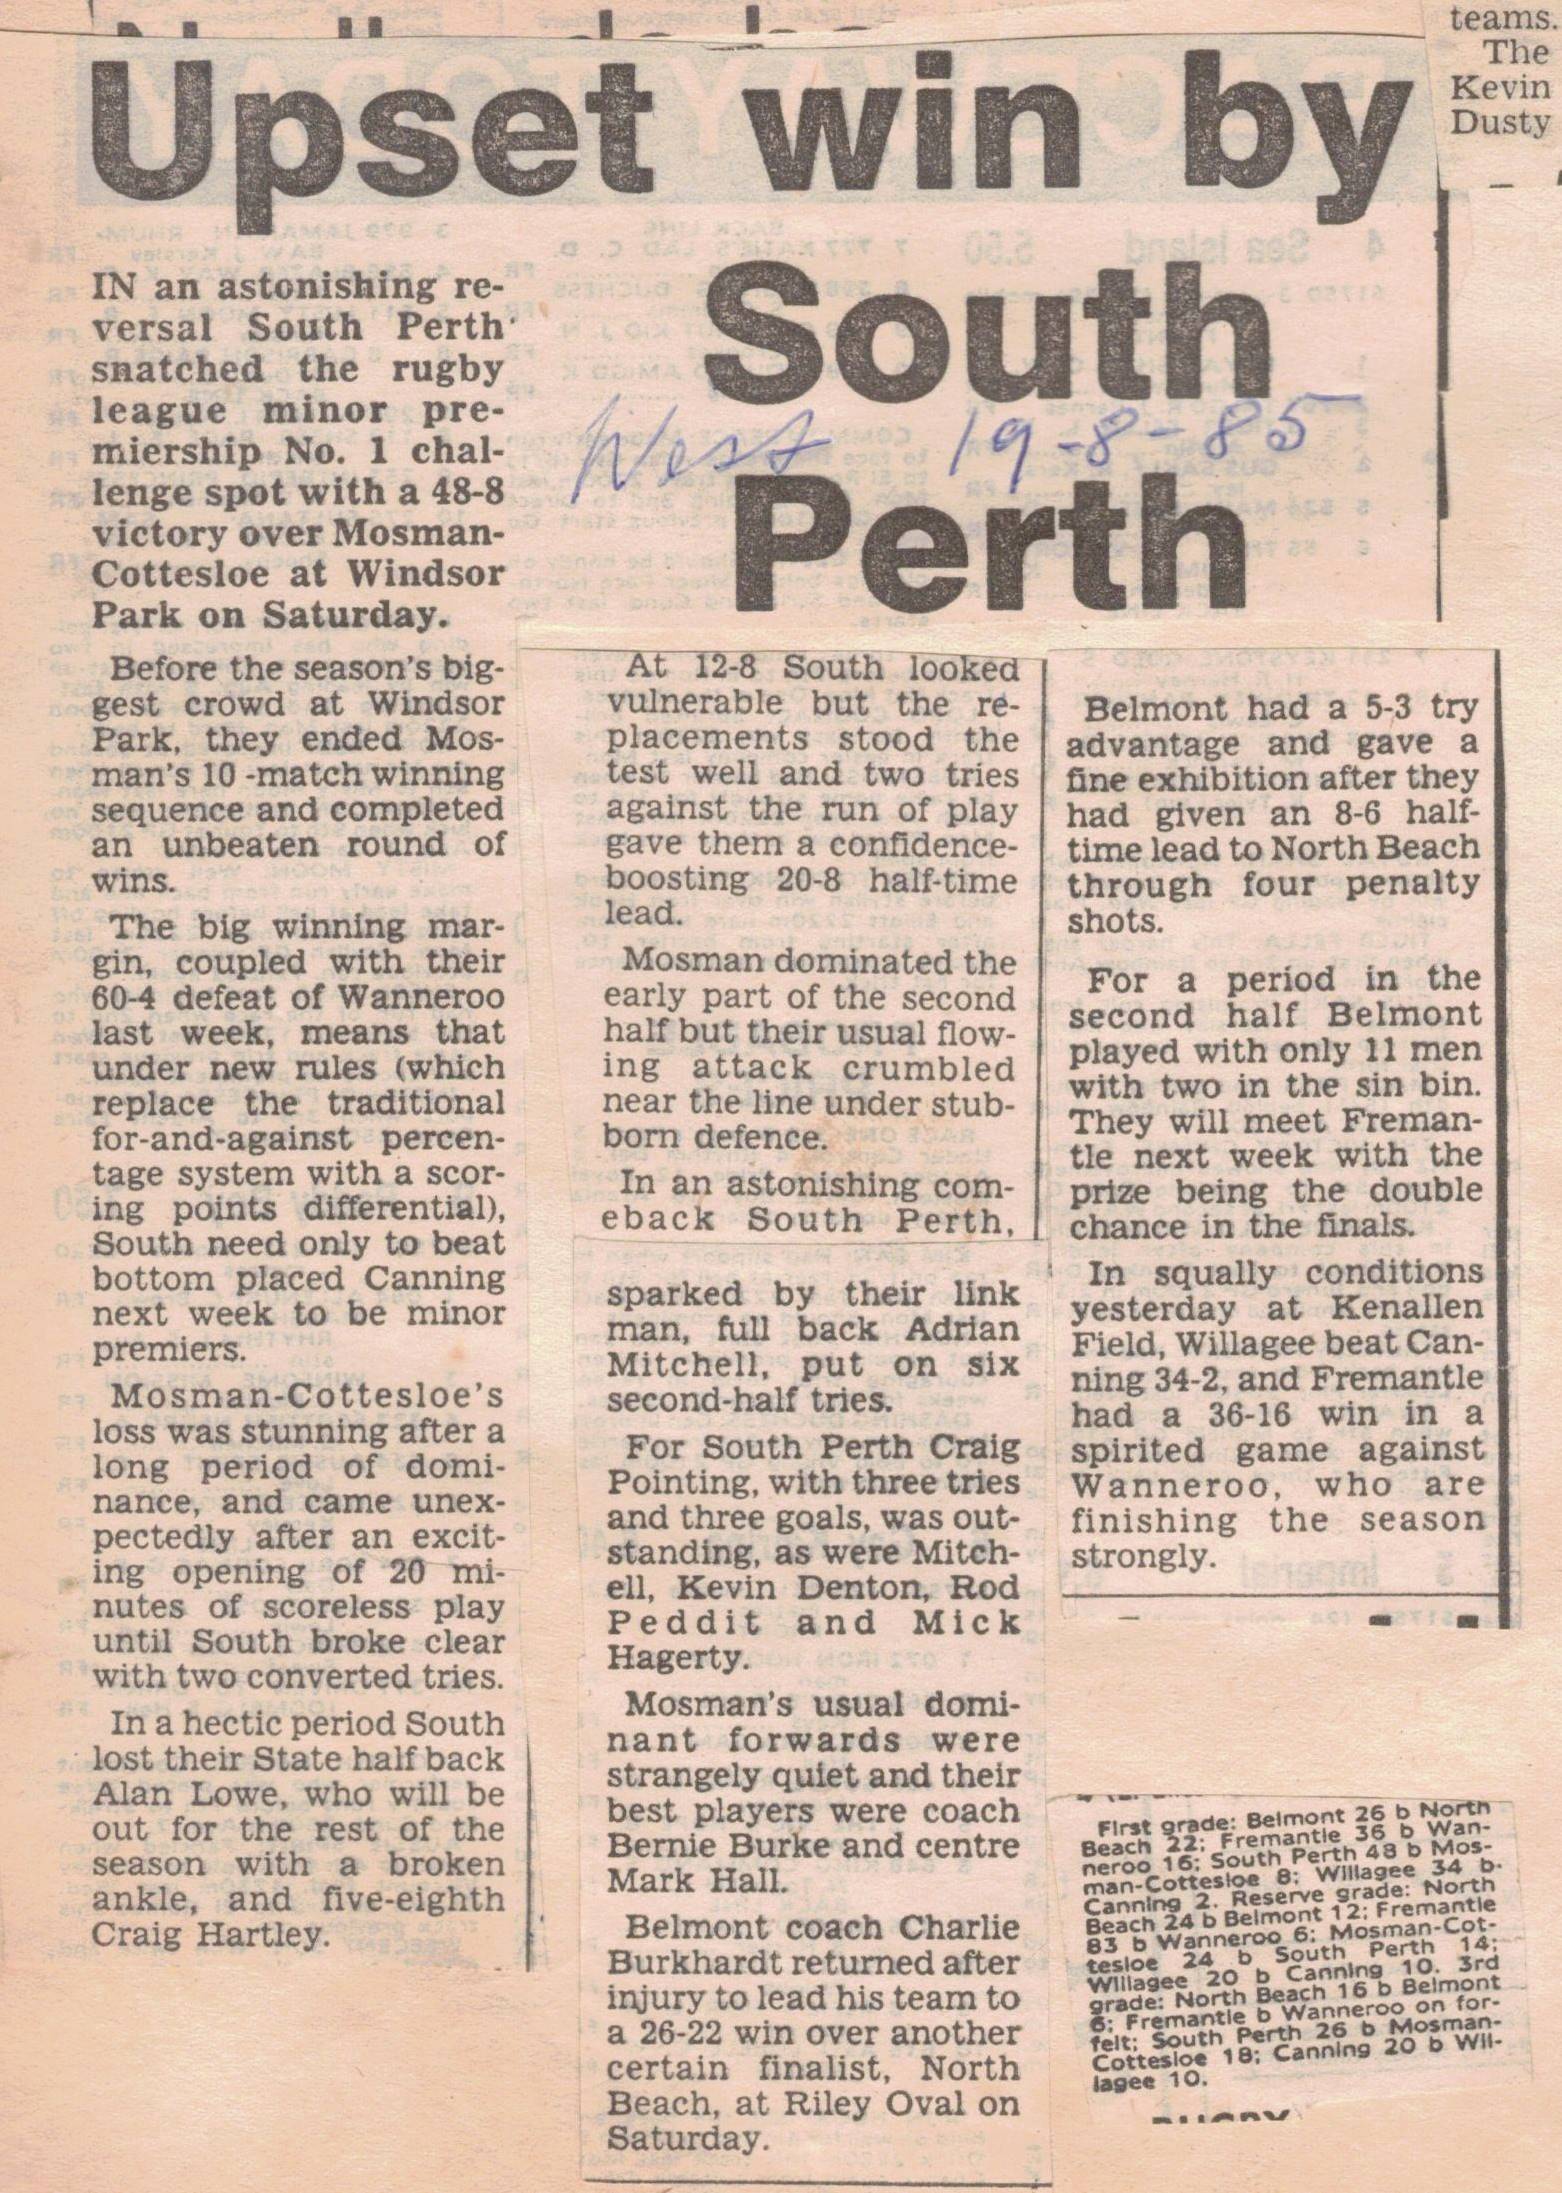 teams.
The
Kevin
Dusty
Upset win by
South
Perth
West 19-8-85
IN an astonishing re-
versal South Perth
snatched the rugby
league minor pre-
miership No. 1 chal-
lenge spot with a 48-8
victory over Mosman-
Cottesloe at Windsor
Park on Saturday.
Before the season's big-
gest crowd at Windsor
Park, they ended Mos-
man's 10 -match winning
sequence and completed
an unbeaten round of
wins.
The big winning mar-
gin, coupled with their
60-4 defeat of Wanneroo
last week, means that
under new rules (which
replace the traditional
for-and-against percen-
tage system with a scor-
ing points differential),
South need only to beat
bottom placed Canning
next week to be minor
premiers.
Mosman-Cottesloe's
loss was stunning after a
long period of domi-
nance, and came unex-
pectedly after an excit-
ing opening of 20 mi-
nutes of scoreless play
until South broke clear
with two converted tries.
In a hectic period South
lost their State half back
Alan Lowe, who will be
out for the rest of the
season with a broken
ankle, and five-eighth
Craig Hartley.
At 12-8 South looked
vulnerable but the re-
placements stood the
test well and two tries
against the run of play
gave them a confidence-
boosting 20-8 half-time
lead.
Mosman dominated the
early part of the second
half but their usual flow-
ing attack crumbled
near the line under stub-
born defence.
In an astonishing com-
eback South Perth,
sparked by their link
man, full back Adrian
Mitchell, put on six
second-half tries.
For South Perth Craig
Pointing, with three tries
and three goals, was out-
standing, as were Mitch-
ell, Kevin Denton, Rod
Peddit and Mick
Hagerty.
Mosman's usual domi-
nant forwards were
strangely quiet and their
best players were coach
Bernie Burke and centre
Mark Hall.
Belmont coach Charlie
Burkhardt returned after
injury to lead his team to
a 26-22 win over another
certain finalist, North
Beach, at Riley Oval on
Saturday.
Belmont had a 5-3 try
advantage and gave a
fine exhibition after they
had given an 8-6 half-
time lead to North Beach
through four penalty
shots.
For a period in the
second half Belmont
played with only 11 men
with two in the sin bin.
They will meet Freman-
tle next week with the
prize being the double
chance in the finals.
In squally conditions
yesterday at Kenallen
Field, Willagee beat Can-
ning 34-2, and Fremantle
had a 36-16 win in a
spirited game against
Wanneroo, who are
finishing the season
strongly.
First grade: Belmont 26 b North
Beach 22; Fremantle 36 b Wan-
neroo 16; South Perth 48 b Mos-
man-Cottesloe 8; Willagee 34 b
Canning 2. Reserve grade: North
Beach 24 b Belmont 12; Fremantle
83 b Wanneroo 6; Mosman-Cot-
tesloe 24 b South Perth 14;
Willagee 20 b Canning 10. 3rd
grade: North Beach 16 b Belmont
6; Fremantle b Wanneroo on for-
feit; South Perth 26 b Mosman-
Cottesloe 18; Canning 20 b Wil-
lagee 10.